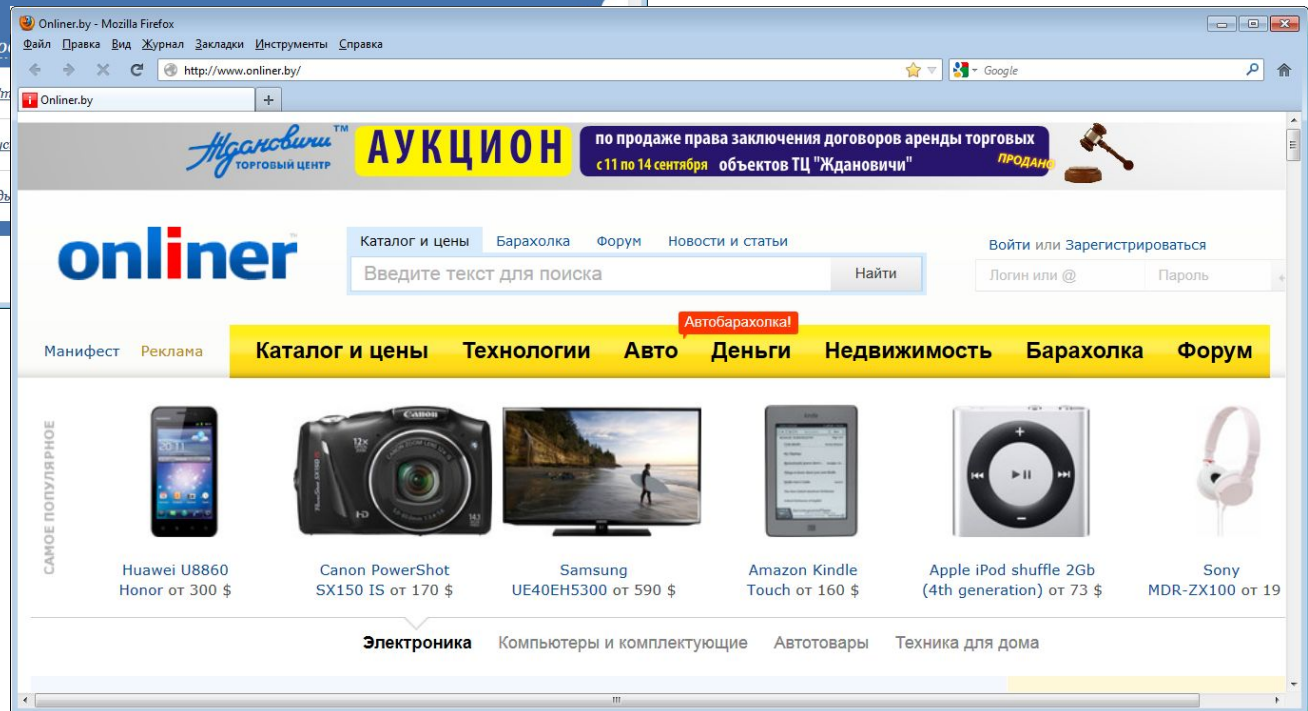 Onliner.by - Mozilla Firefox
Файл Правка Вид Журнал Закладки Инструменты Справка
http://www.onliner.by/
Google
Onliner.by
Ждановичи™
ТОРГОВЫЙ ЦЕНТР
АУКЦИОН
по продаже права заключения договоров аренды торговых
с 11 по 14 сентября объектов ТЦ "Ждановичи"
ПРОДАНО
onliner™
Каталог и цены Барахолка Форум Новости и статьи
Введите текст для поиска Найти
Войти или Зарегистрироваться
Логин или @ Пароль
Автобарахолка!
Манифест Реклама Каталог и цены Технологии Авто Деньги Недвижимость Барахолка Форум
САМОЕ ПОПУЛЯРНОЕ
Huawei U8860
Honor от 300 $
Canon PowerShot
SX150 IS от 170 $
Samsung
UE40EH5300 от 590 $
Amazon Kindle
Touch от 160 $
Apple iPod shuffle 2Gb
(4th generation) от 73 $
Sony
MDR-ZX100 от 19
Электроника Компьютеры и комплектующие Автотовары Техника для дома